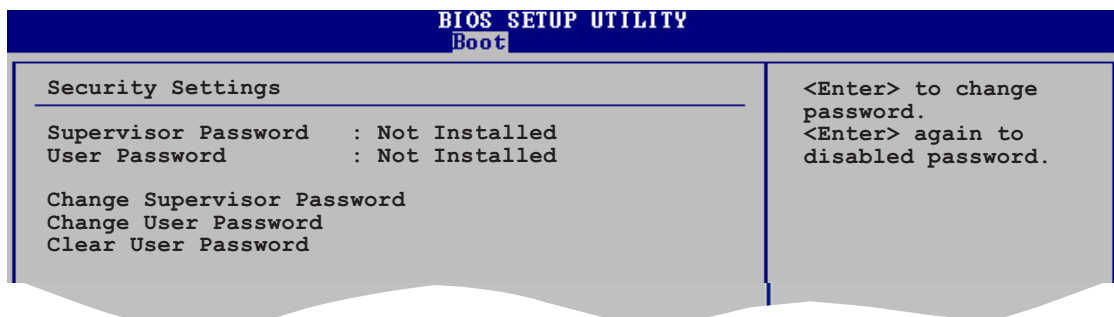 BIOS SETUP UTILITY
Boot
Security Settings
Supervisor Password : Not Installed
User Password : Not Installed
Change Supervisor Password
Change User Password
Clear User Password
<Enter> to change
password.
<Enter> again to
disabled password.